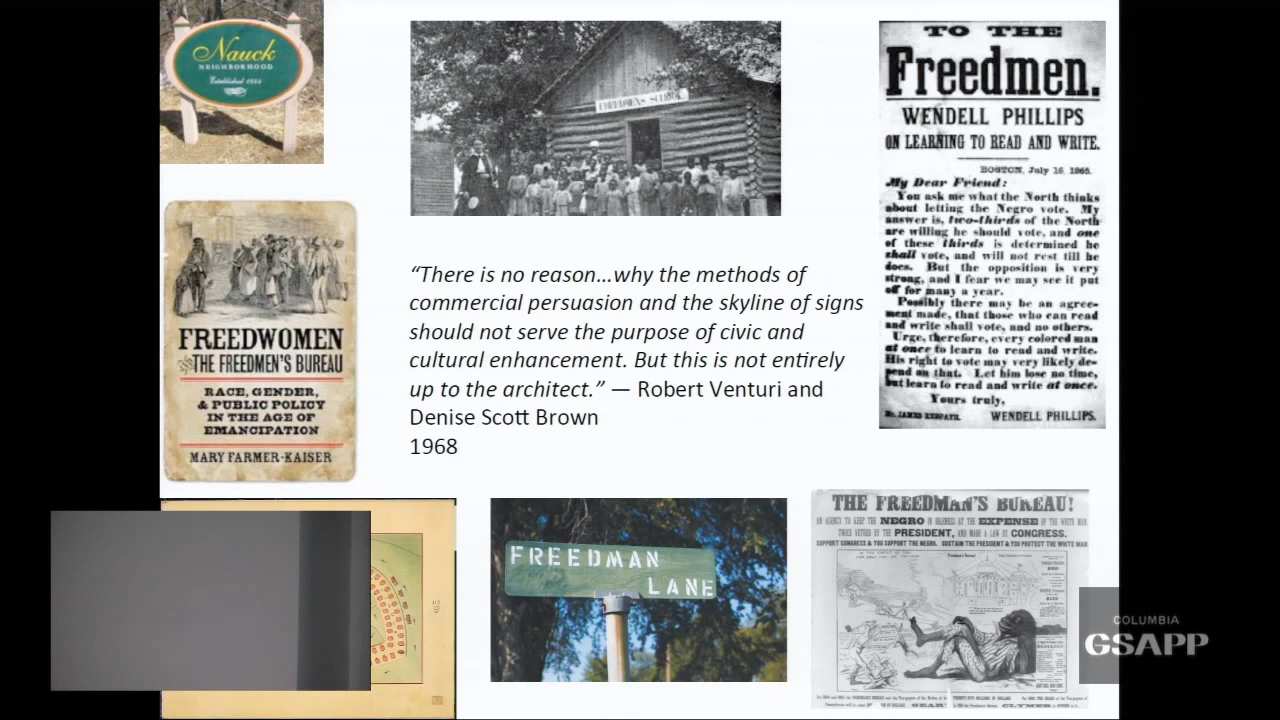 Nauck
NEIGHBORHOOD
Established 1844
FREEDMENS SCHOOL
TO THE
Freedmen.
WENDELL PHILLIPS
ON LEARNING TO READ AND WRITE.
BOSTON, July 16, 1865.
My Dear Friend:
You ask me what the North thinks
about letting the Negro vote. My
answer is, two-thirds of the North
are willing he should vote, and one
of these thirds is determined he
shall vote, and will not rest till he
does. But the opposition is very
strong, and I fear we may see it put
off for many a year.
Possibly there may be an agree-
ment made, that those who can read
and write shall vote, and no others.
Urge, therefore, every colored man
at once to learn to read and write.
His right to vote may very likely de-
pend on that. Let him lose no time,
but learn to read and write at once.
Yours truly,
WENDELL PHILLIPS.
FREEDWOMEN
AND THE FREEDMEN'S BUREAU
RACE, GENDER,
& PUBLIC POLICY
IN THE AGE OF
EMANCIPATION
MARY FARMER-KAISER
“There is no reason...why the methods of
commercial persuasion and the skyline of signs
should not serve the purpose of civic and
cultural enhancement. But this is not entirely
up to the architect.” — Robert Venturi and
Denise Scott Brown
1968
FREEDMAN
LANE
THE FREEDMAN'S BUREAU!
AN AGENCY TO KEEP THE NEGRO IN IDLENESS AT THE EXPENSE OF THE WHITE MAN.
TWICE VETOED BY THE PRESIDENT, AND MADE A LAW BY CONGRESS.
SUPPORT CONGRESS & YOU SUPPORT THE NEGRO. SUSTAIN THE PRESIDENT & YOU PROTECT THE WHITE MAN
COLUMBIA
GSAPP